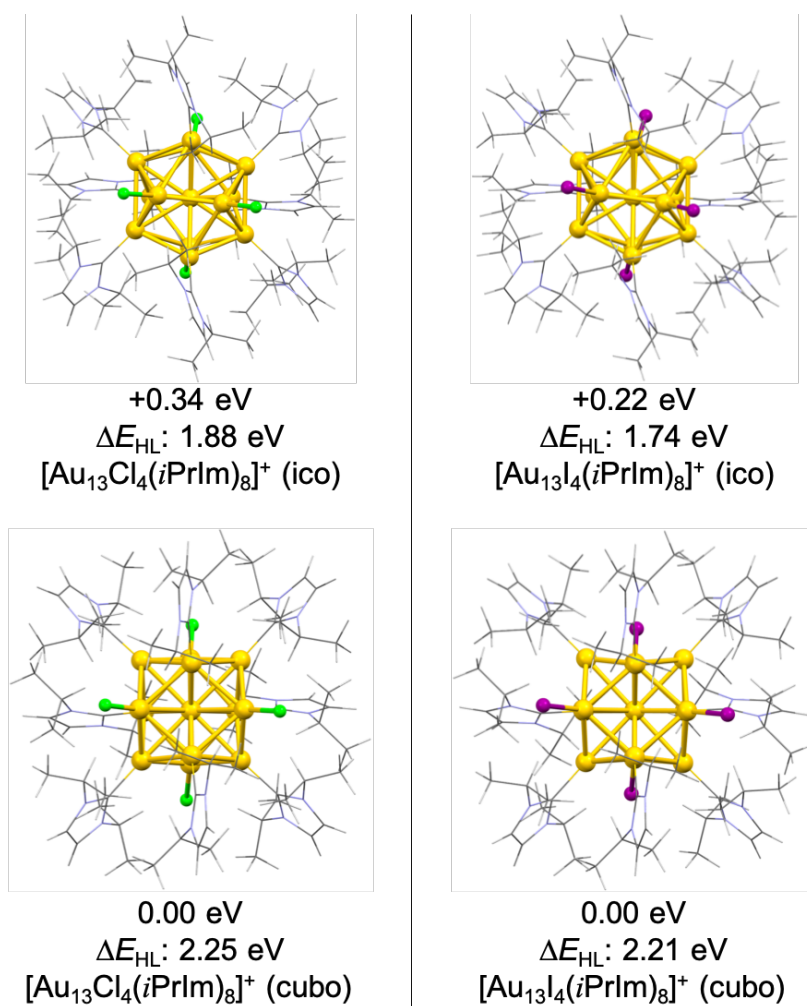 +0.34 eV
ΔE_HL: 1.88 eV
[Au₁₃Cl₄(iPrIm)₈]⁺ (ico)
+0.22 eV
ΔE_HL: 1.74 eV
[Au₁₃I₄(iPrIm)₈]⁺ (ico)
0.00 eV
ΔE_HL: 2.25 eV
[Au₁₃Cl₄(iPrIm)₈]⁺ (cubo)
0.00 eV
ΔE_HL: 2.21 eV
[Au₁₃I₄(iPrIm)₈]⁺ (cubo)